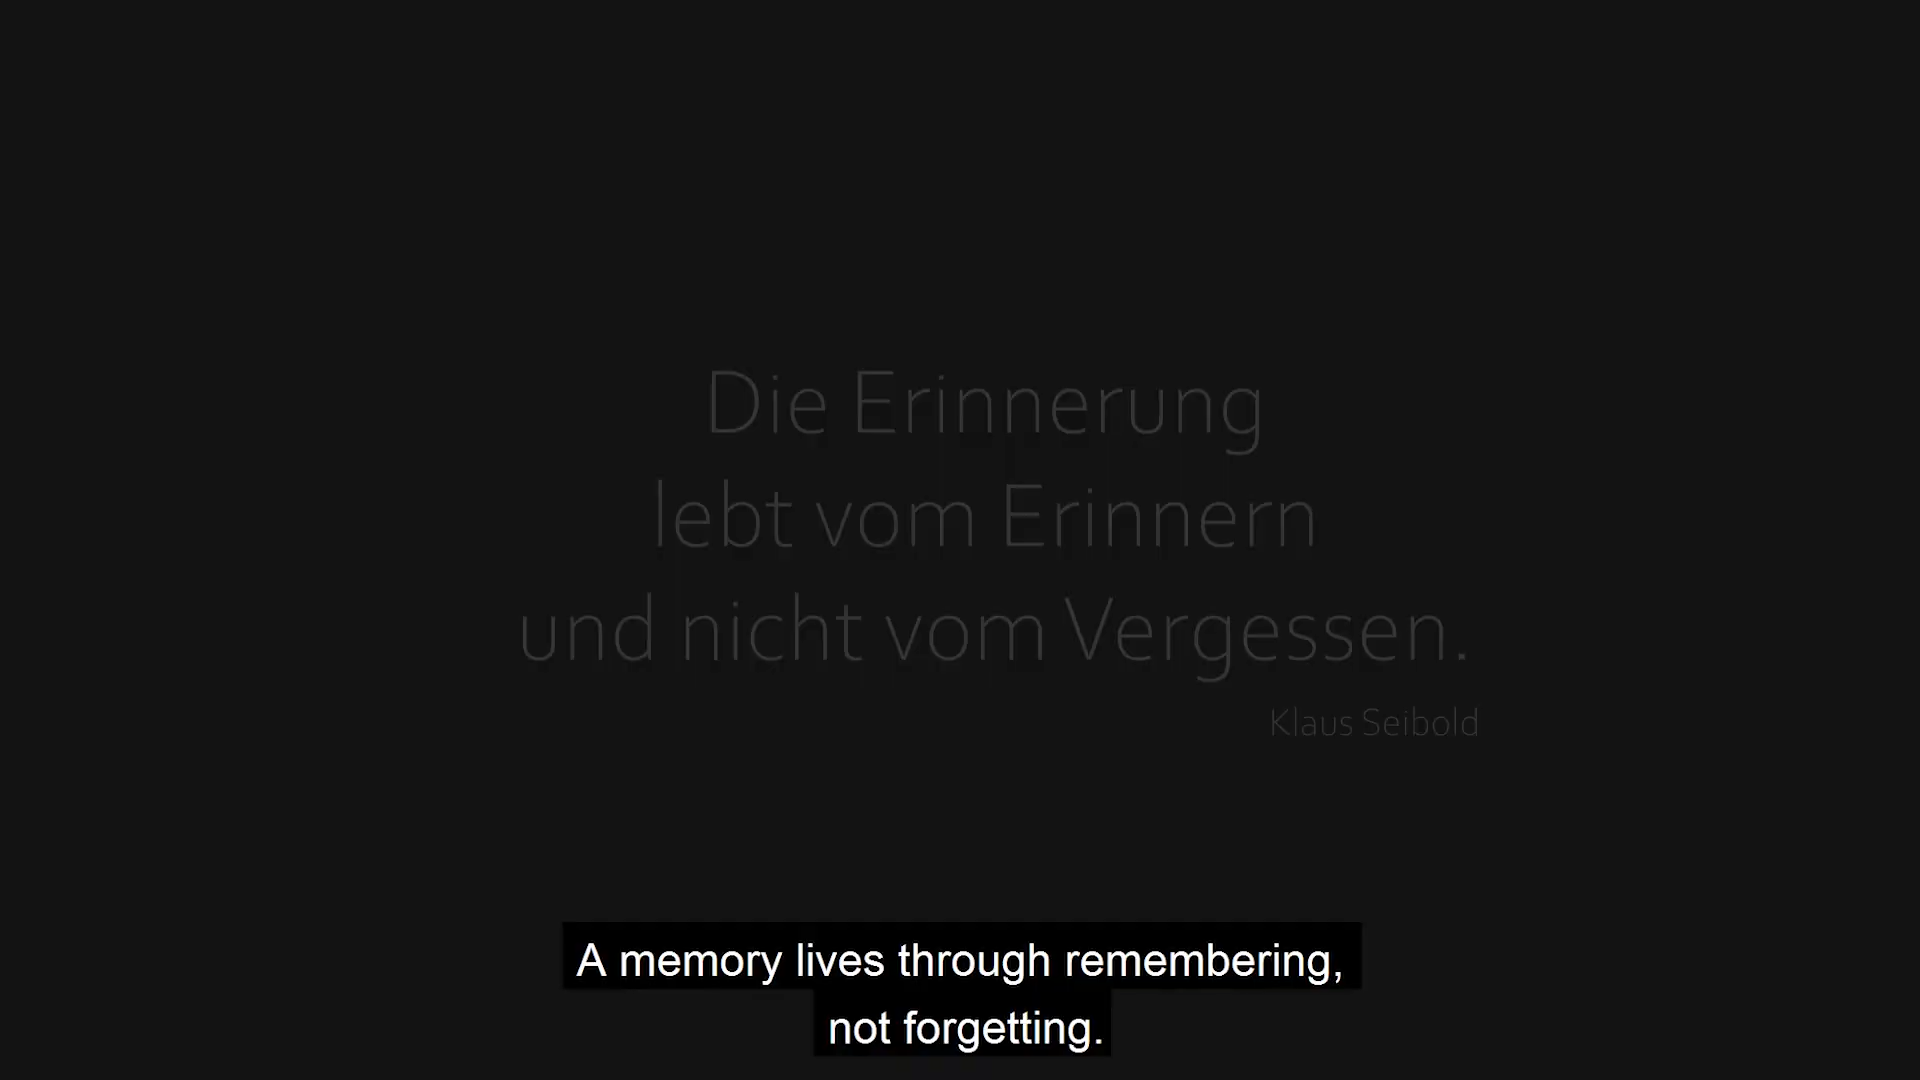 Die Erinnerung
lebt vom Erinnern
und nicht vom Vergessen.
Klaus Seibold
A memory lives through remembering,
not forgetting.